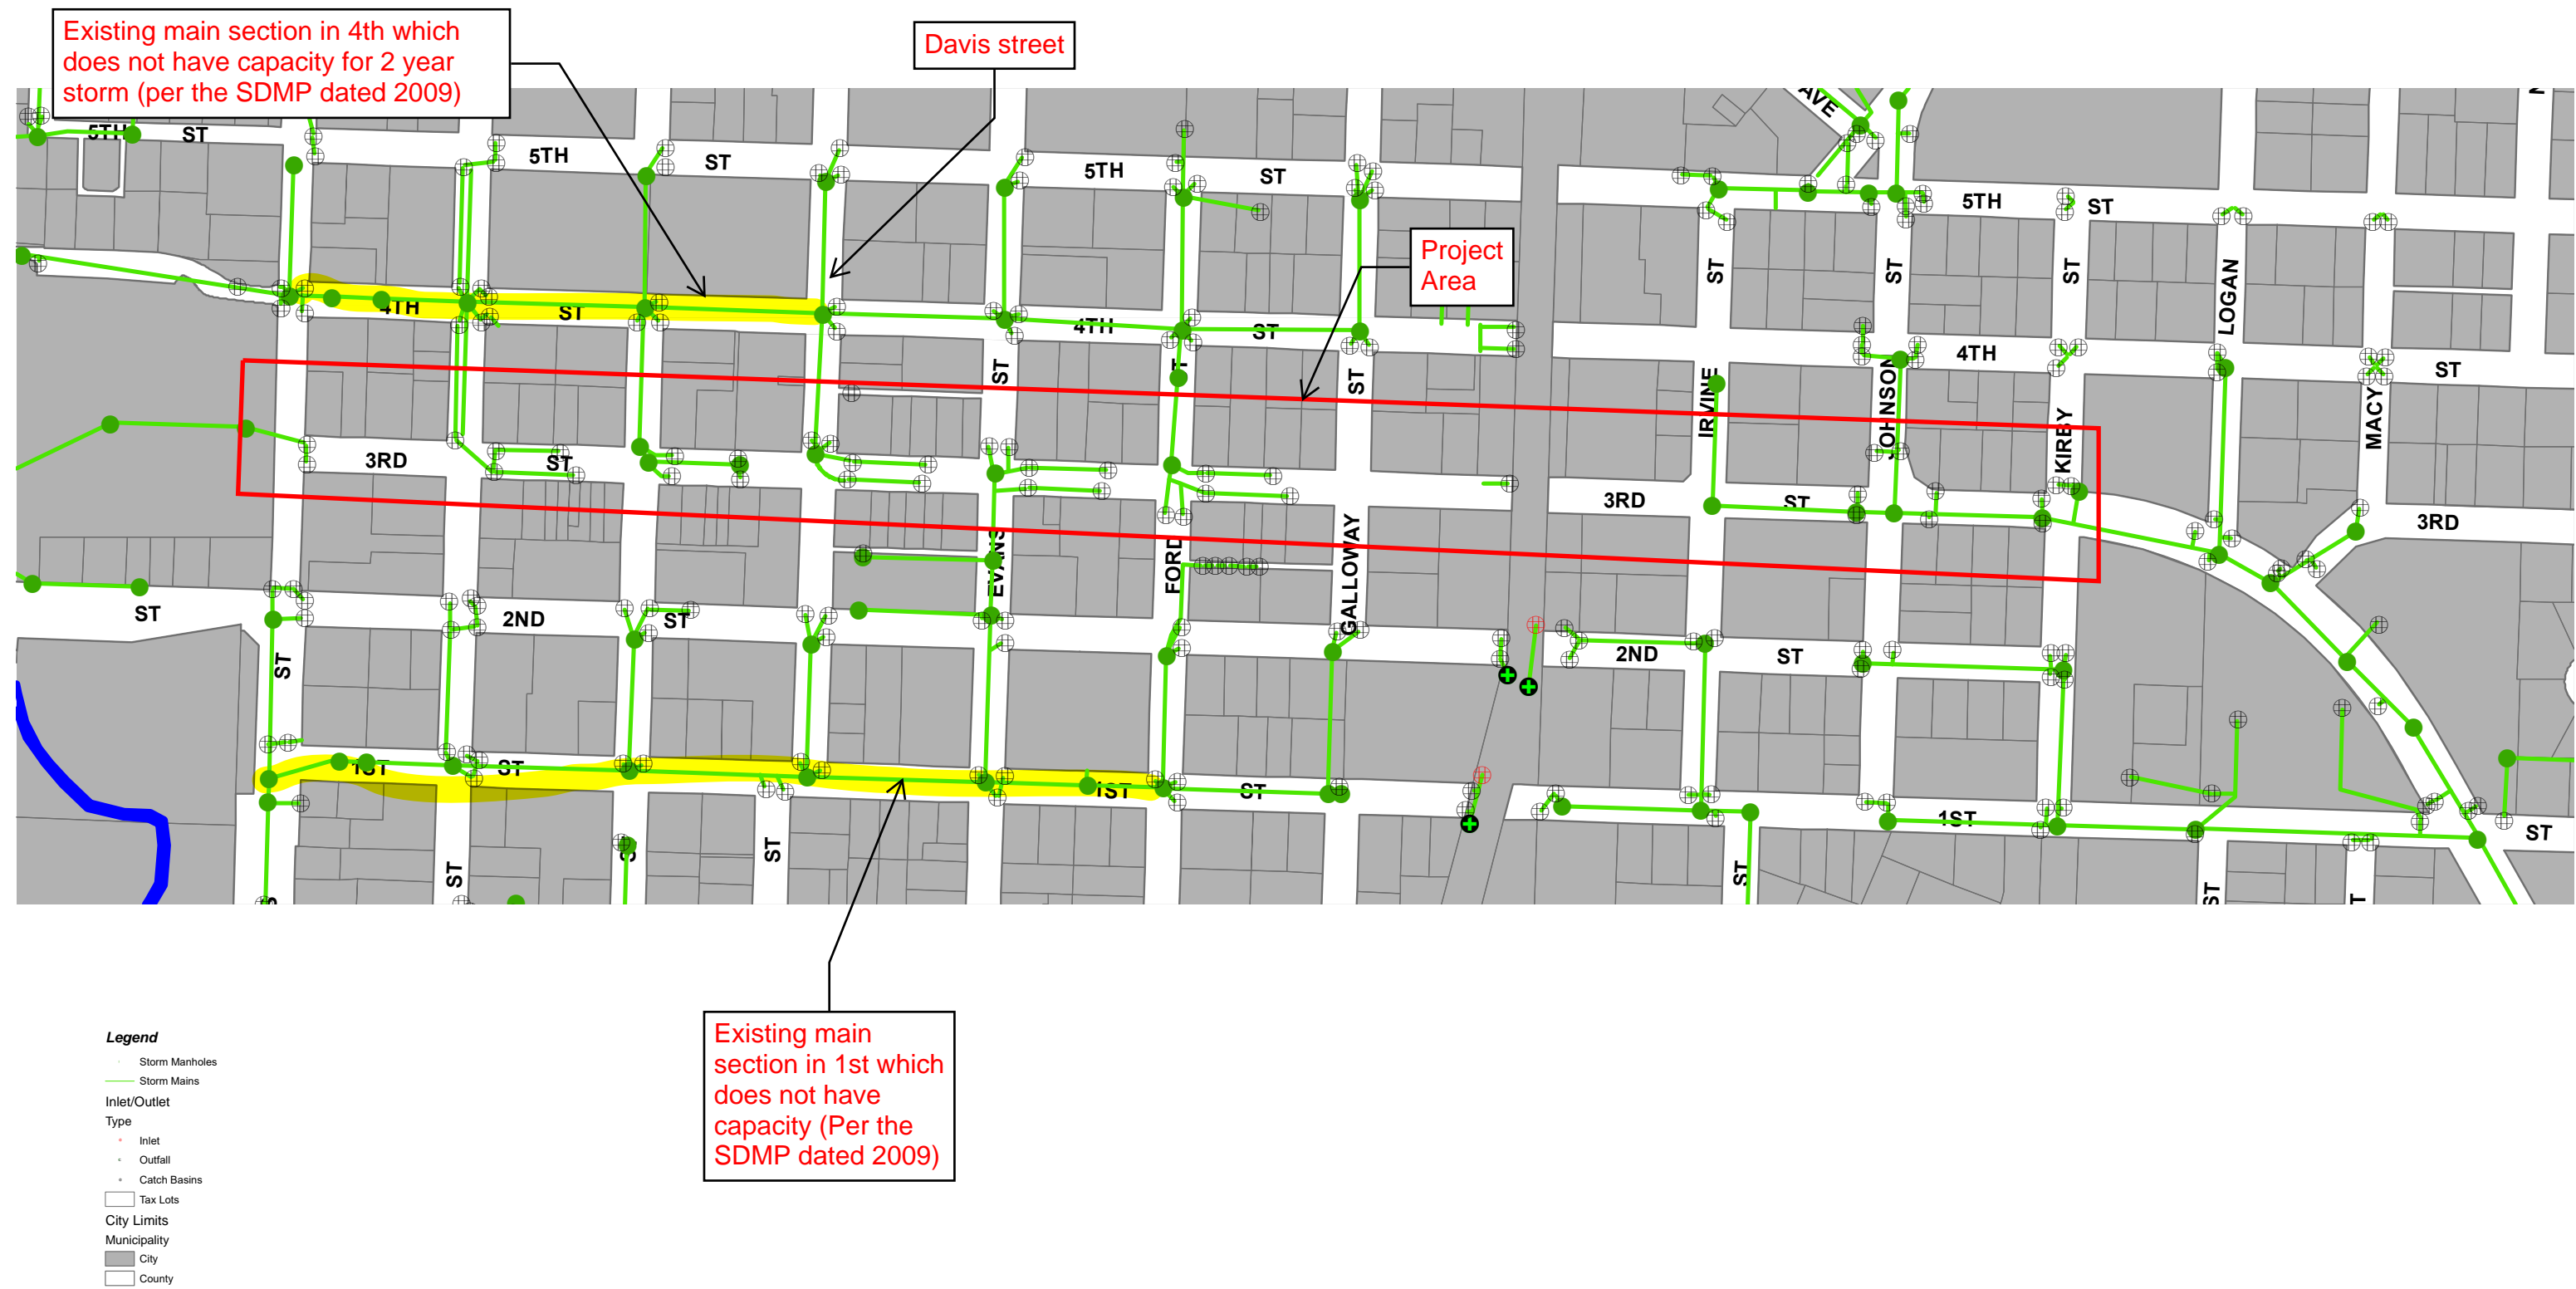 Existing main section in 4th which
does not have capacity for 2 year
storm (per the SDMP dated 2009)
Davis street
AVE
5TH ST
5TH
ST
5TH
ST
5TH
ST
Project
Area
ST
ST
ST
LOGAN
4TH
ST
4TH
ST
4TH
ST
ST
ST
IRVINE
JOHNSON
KIRBY
MACY
3RD
ST
3RD
ST
3RD
EVANS
FORD
GALLOWAY
ST
2ND
ST
2ND
ST
ST
1ST
ST
1ST
ST
1ST
ST
ST
ST
ST
ST
ST
Existing main
section in 1st which
does not have
capacity (Per the
SDMP dated 2009)
Legend
Storm Manholes
Storm Mains
Inlet/Outlet
Type
Inlet
Outfall
Catch Basins
Tax Lots
City Limits
Municipality
City
County